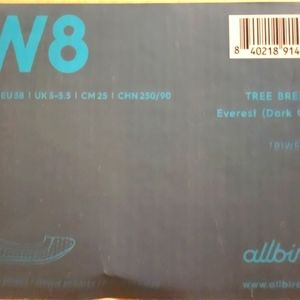 W8
8 40218 914
EU 38 | UK 5-5.5 | CM 25 | CHN 250/90
TREE BRE
Everest (Dark
allbir
www.allbir